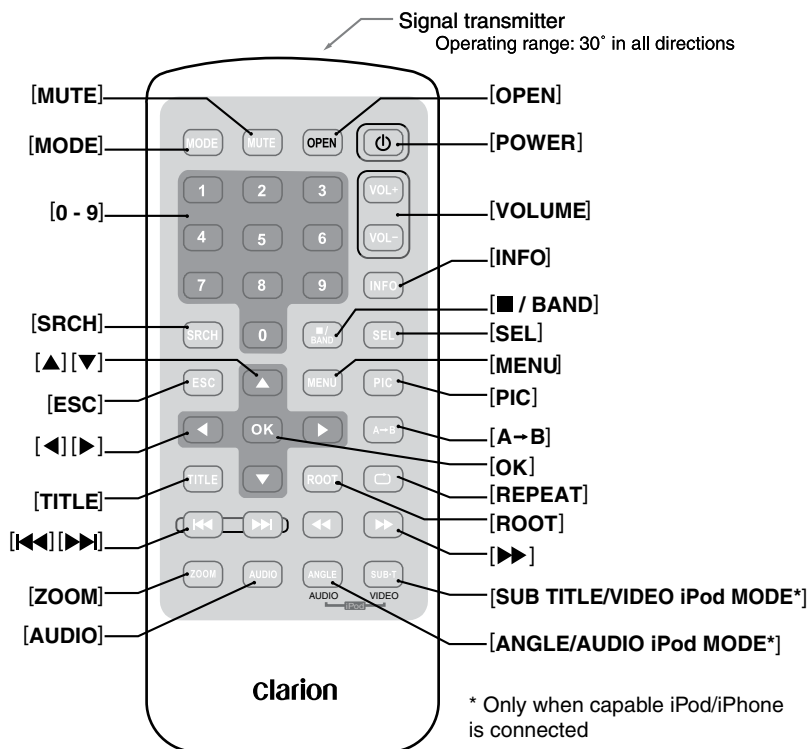 Signal transmitter
Operating range: 30° in all directions
[MUTE]
[OPEN]
[MODE]
[POWER]
[0 - 9]
[VOLUME]
[INFO]
[■ / BAND]
[SRCH]
[SEL]
[▲][▼]
[MENU]
[ESC]
[PIC]
[◀][▶]
[A→B]
[OK]
[TITLE]
[REPEAT]
[ROOT]
[|◀◀][▶▶|]
[▶▶]
[ZOOM]
[SUB TITLE/VIDEO iPod MODE*]
[AUDIO]
[ANGLE/AUDIO iPod MODE*]
MODE MUTE OPEN
1 2 3 VOL+
4 5 6 VOL−
7 8 9 INFO
SRCH 0 ■/ BAND SEL
ESC ▲ MENU PIC
◀ OK ▶ A→B
TITLE ▼ ROOT
|◀◀ ▶▶| ◀◀ ▶▶
ZOOM AUDIO ANGLE SUB-T
AUDIO iPod VIDEO
clarion
* Only when capable iPod/iPhone
is connected